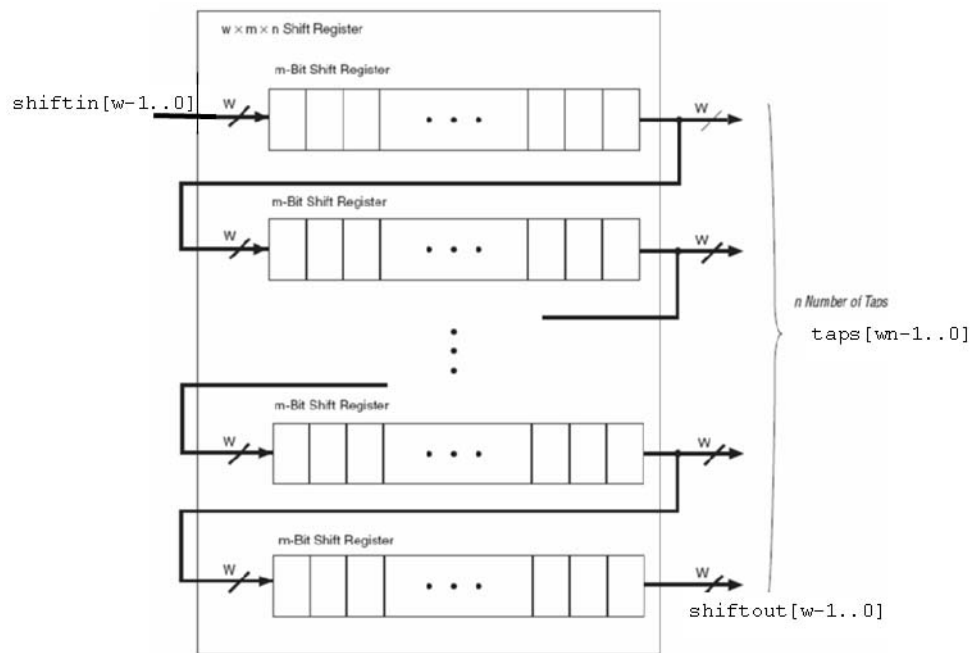 w × m × n Shift Register
m-Bit Shift Register
shiftin[w-1..0]
W
W
m-Bit Shift Register
W
W
n Number of Taps
taps[wn-1..0]
m-Bit Shift Register
W
W
m-Bit Shift Register
W
W
shiftout[w-1..0]